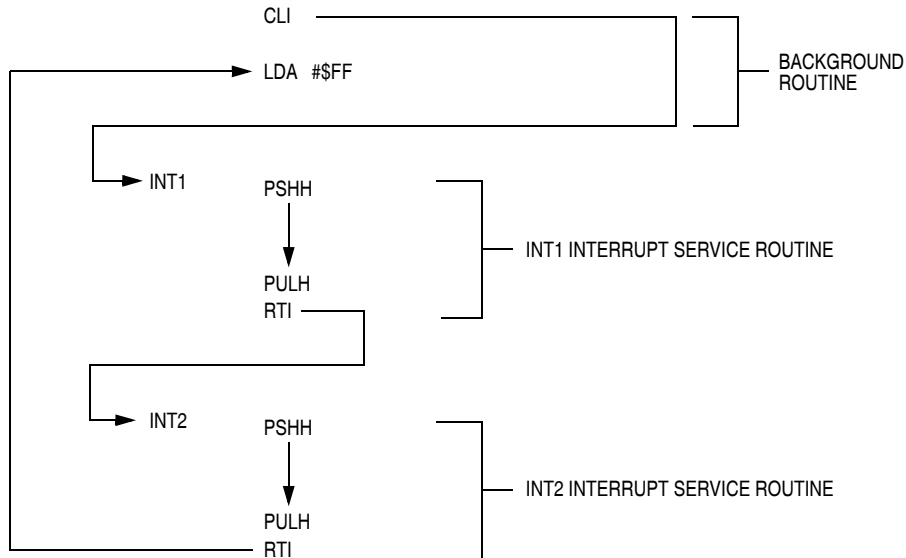 CLI
LDA #$FF
BACKGROUND
ROUTINE
INT1
PSHH
INT1 INTERRUPT SERVICE ROUTINE
PULH
RTI
INT2
PSHH
INT2 INTERRUPT SERVICE ROUTINE
PULH
RTI